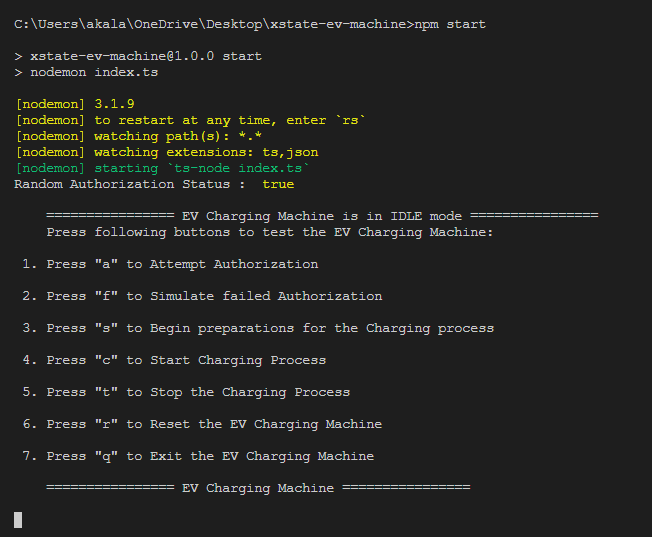 C:\Users\akala\OneDrive\Desktop\xstate-ev-machine>npm start
> xstate-ev-machine@1.0.0 start
> nodemon index.ts
[nodemon] 3.1.9
[nodemon] to restart at any time, enter `rs`
[nodemon] watching path(s): *.*
[nodemon] watching extensions: ts,json
[nodemon] starting `ts-node index.ts`
Random Authorization Status :  true
================ EV Charging Machine is in IDLE mode ================
Press following buttons to test the EV Charging Machine:
1. Press "a" to Attempt Authorization
2. Press "f" to Simulate failed Authorization
3. Press "s" to Begin preparations for the Charging process
4. Press "c" to Start Charging Process
5. Press "t" to Stop the Charging Process
6. Press "r" to Reset the EV Charging Machine
7. Press "q" to Exit the EV Charging Machine
================ EV Charging Machine ================